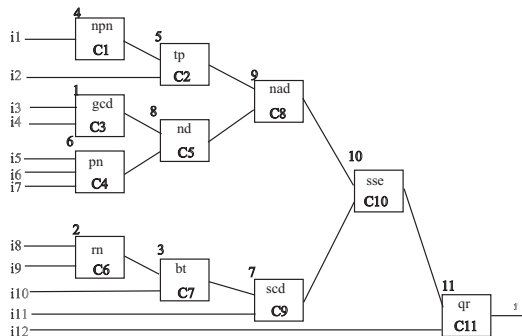 4
npn
i1
C1
5
tp
i2
C2
9
nad
C8
1
gcd
i3
i4
C3
8
nd
C5
6
pn
i5
i6
i7
C4
10
sse
C10
2
rn
i8
i9
C6
3
bt
i10
C7
7
scd
i11
C9
11
qr
C11
i12
r